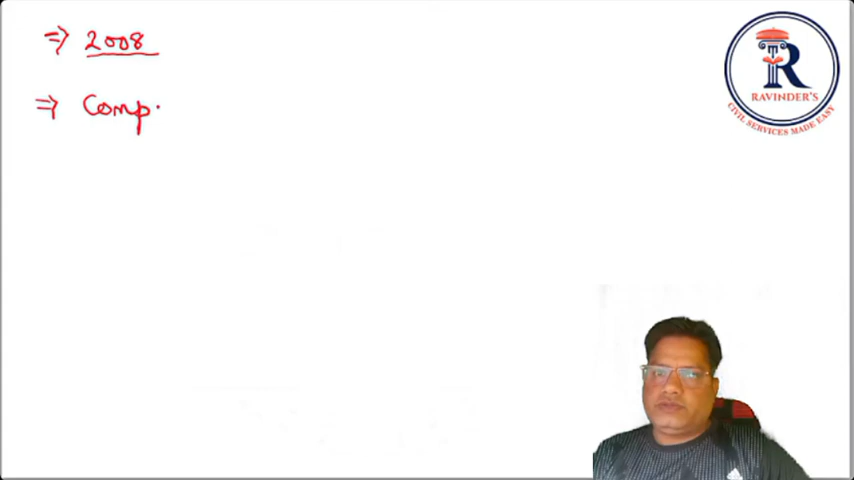 ⇒ 2008
⇒ Comp.
R
RAVINDER'S
CIVIL SERVICES MADE EASY